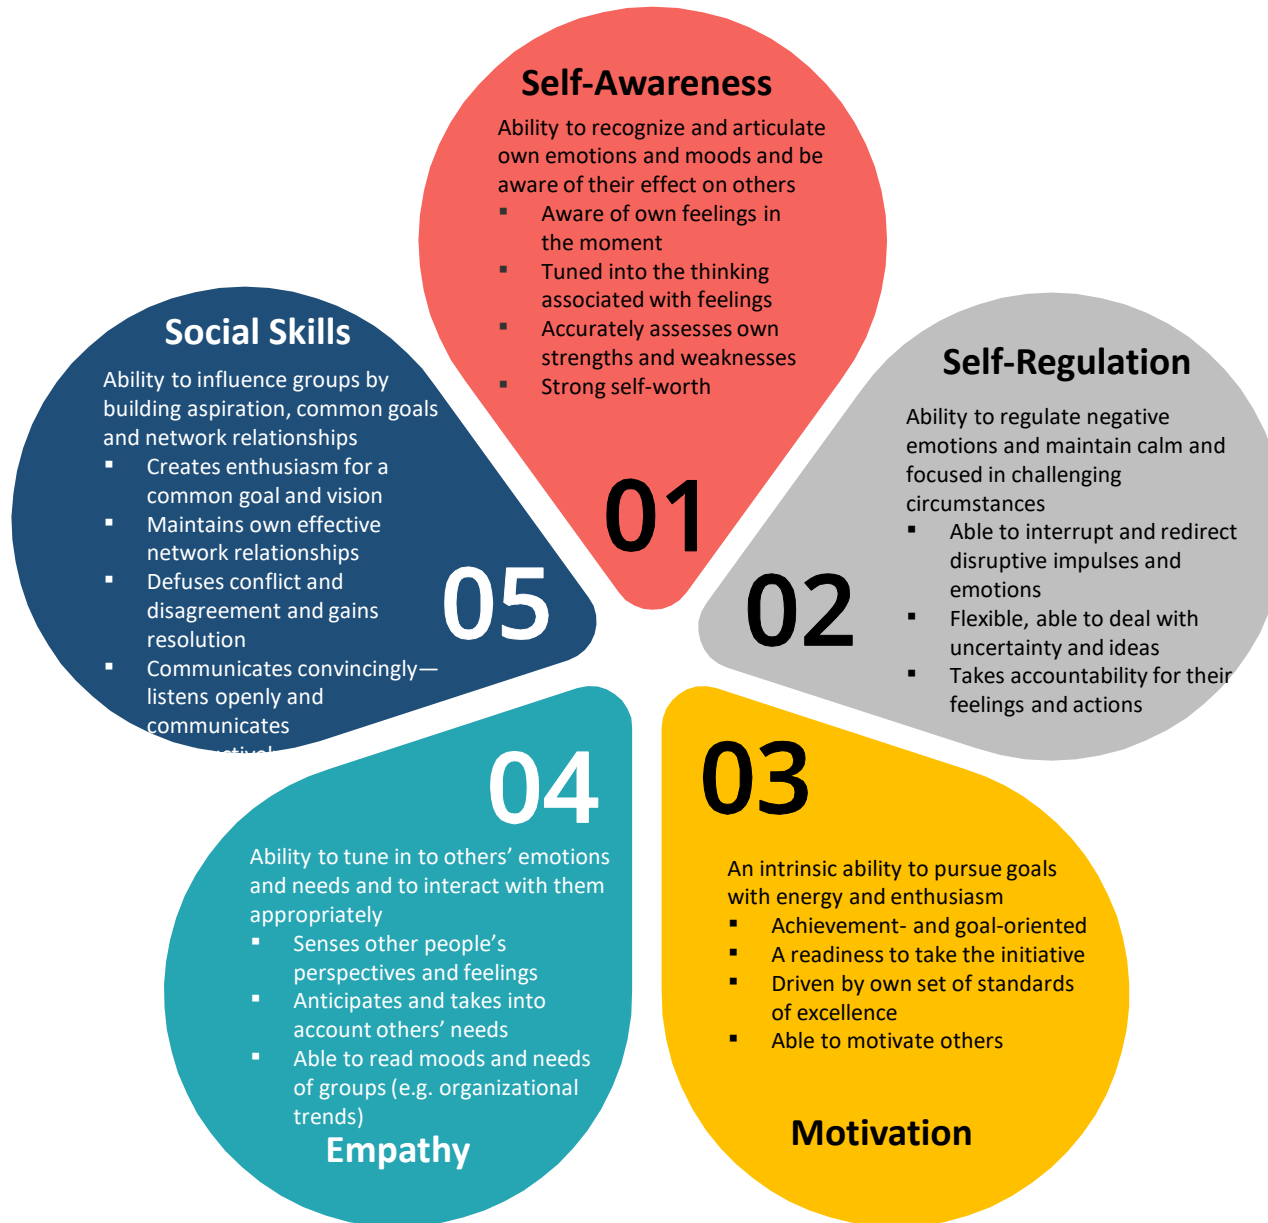 Self-Awareness
Ability to recognize and articulate
own emotions and moods and be
aware of their effect on others
▪ Aware of own feelings in
the moment
▪ Tuned into the thinking
associated with feelings
▪ Accurately assesses own
strengths and weaknesses
▪ Strong self-worth
01
Self-Regulation
Ability to regulate negative
emotions and maintain calm and
focused in challenging
circumstances
▪ Able to interrupt and redirect
disruptive impulses and
emotions
▪ Flexible, able to deal with
uncertainty and ideas
▪ Takes accountability for their
feelings and actions
02
03
An intrinsic ability to pursue goals
with energy and enthusiasm
▪ Achievement- and goal-oriented
▪ A readiness to take the initiative
▪ Driven by own set of standards
of excellence
▪ Able to motivate others
Motivation
04
Ability to tune in to others’ emotions
and needs and to interact with them
appropriately
▪ Senses other people’s
perspectives and feelings
▪ Anticipates and takes into
account others’ needs
▪ Able to read moods and needs
of groups (e.g. organizational
trends)
Empathy
Social Skills
Ability to influence groups by
building aspiration, common goals
and network relationships
▪ Creates enthusiasm for a
common goal and vision
▪ Maintains own effective
network relationships
▪ Defuses conflict and
disagreement and gains
resolution
▪ Communicates convincingly—
listens openly and
communicates
05